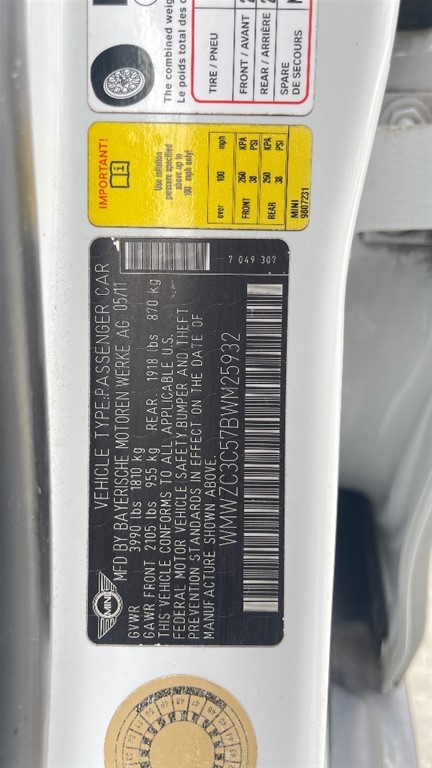 The combined weig
Le poids total des o
TIRE / PNEU
FRONT / AVANT
REAR / ARRIÈRE
SPARE
DE SECOURS
IMPORTANT!
Use inflation
pressure specified
above up to
100 mph only!
over 100 mph
KPA
PSI
FRONT 260
38
KPA
PSI
REAR 260
38
MINI
9807231
7 049 307
MINI
VEHICLE TYPE:PASSENGER CAR
MFD BY BAYERISCHE MOTOREN WERKE AG 05/11
GVWR 3990 lbs 1810 kg
GAWR FRONT 2105 lbs 955 kg REAR. 1918 lbs 870 kg
THIS VEHICLE CONFORMS TO ALL APPLICABLE U.S.
FEDERAL MOTOR VEHICLE SAFETY,BUMPER AND THEFT
PREVENTION STANDARDS IN EFFECT ON THE DATE OF
MANUFACTURE SHOWN ABOVE.
WMWZC3C57BWM25932